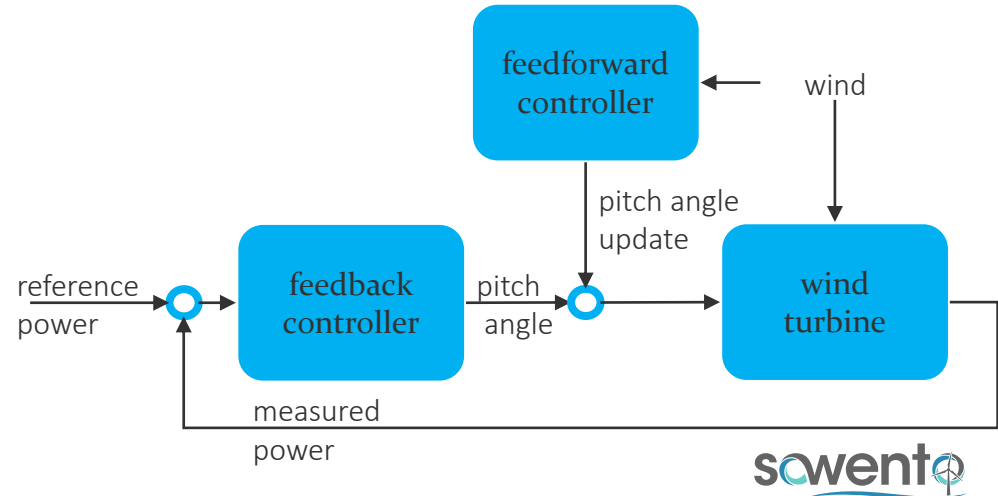 feedforward
controller
wind
pitch angle
update
reference
power
feedback
controller
pitch
angle
wind
turbine
measured
power
sowento